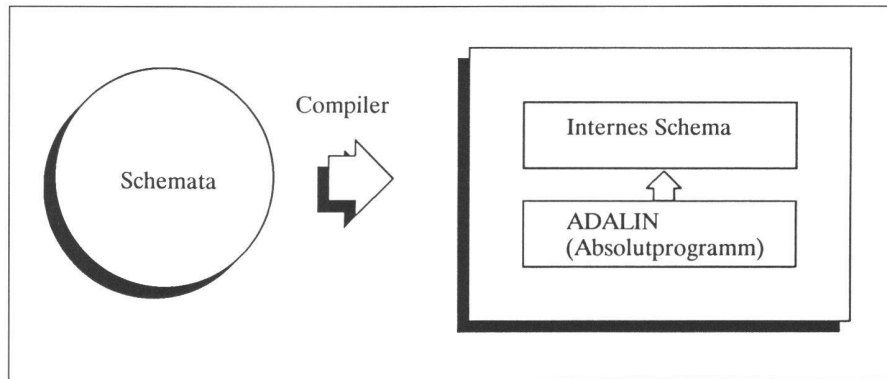 Compiler
Schemata
Internes Schema
ADALIN
(Absolutprogramm)